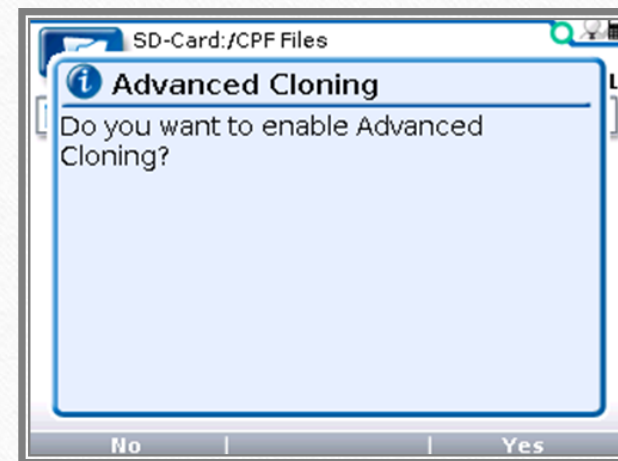 SD-Card:/CPF Files
Advanced Cloning
Do you want to enable Advanced
Cloning?
No
Yes